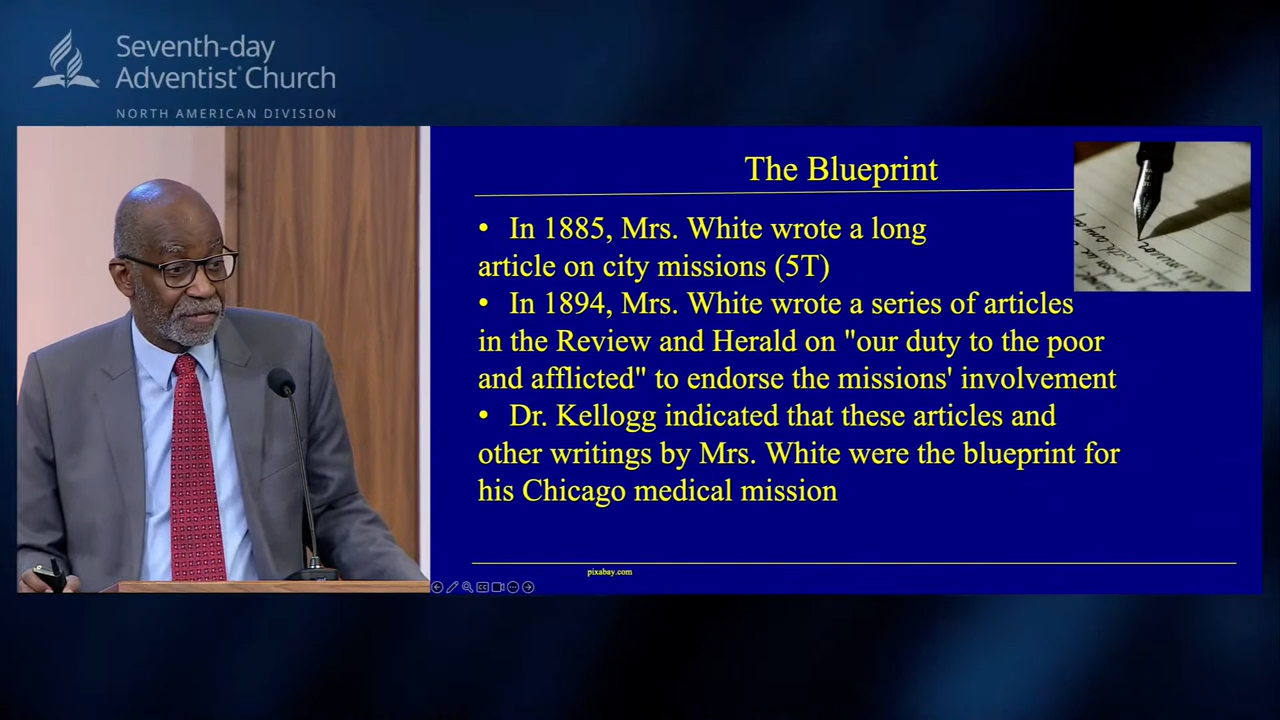 Seventh-day
Adventist® Church
NORTH AMERICAN DIVISION
The Blueprint
• In 1885, Mrs. White wrote a long
article on city missions (5T)
• In 1894, Mrs. White wrote a series of articles
in the Review and Herald on "our duty to the poor
and afflicted" to endorse the missions' involvement
• Dr. Kellogg indicated that these articles and
other writings by Mrs. White were the blueprint for
his Chicago medical mission
pixabay.com